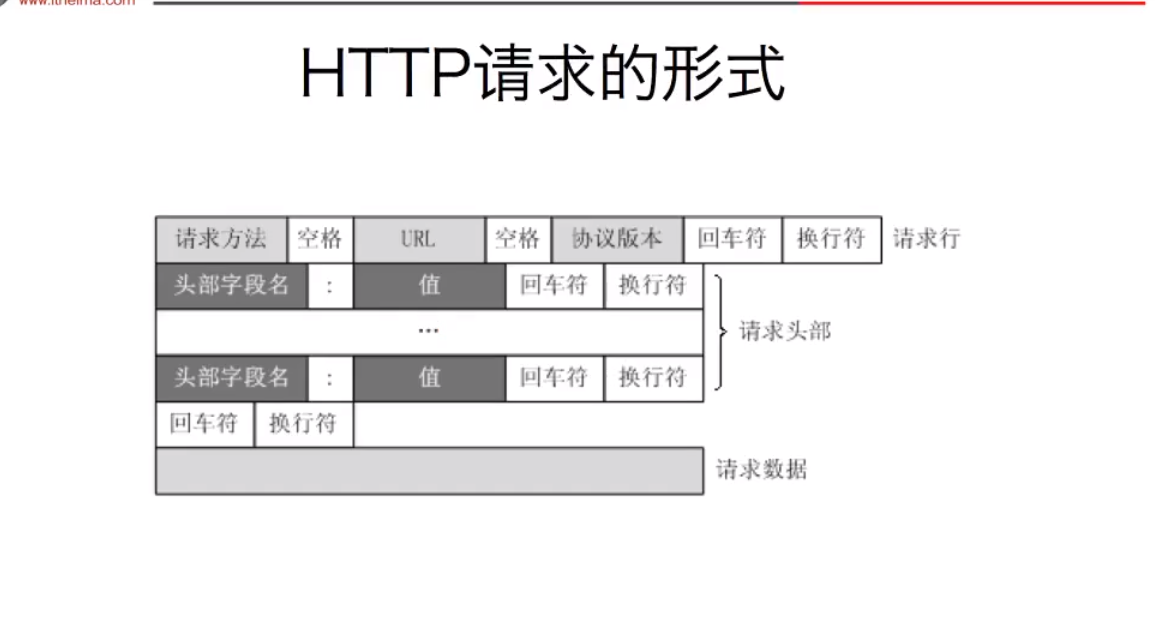 www.itheima.com
HTTP请求的形式
请求方法 空格 URL 空格 协议版本 回车符 换行符 请求行
头部字段名 : 值 回车符 换行符
... 请求头部
头部字段名 : 值 回车符 换行符
回车符 换行符
请求数据